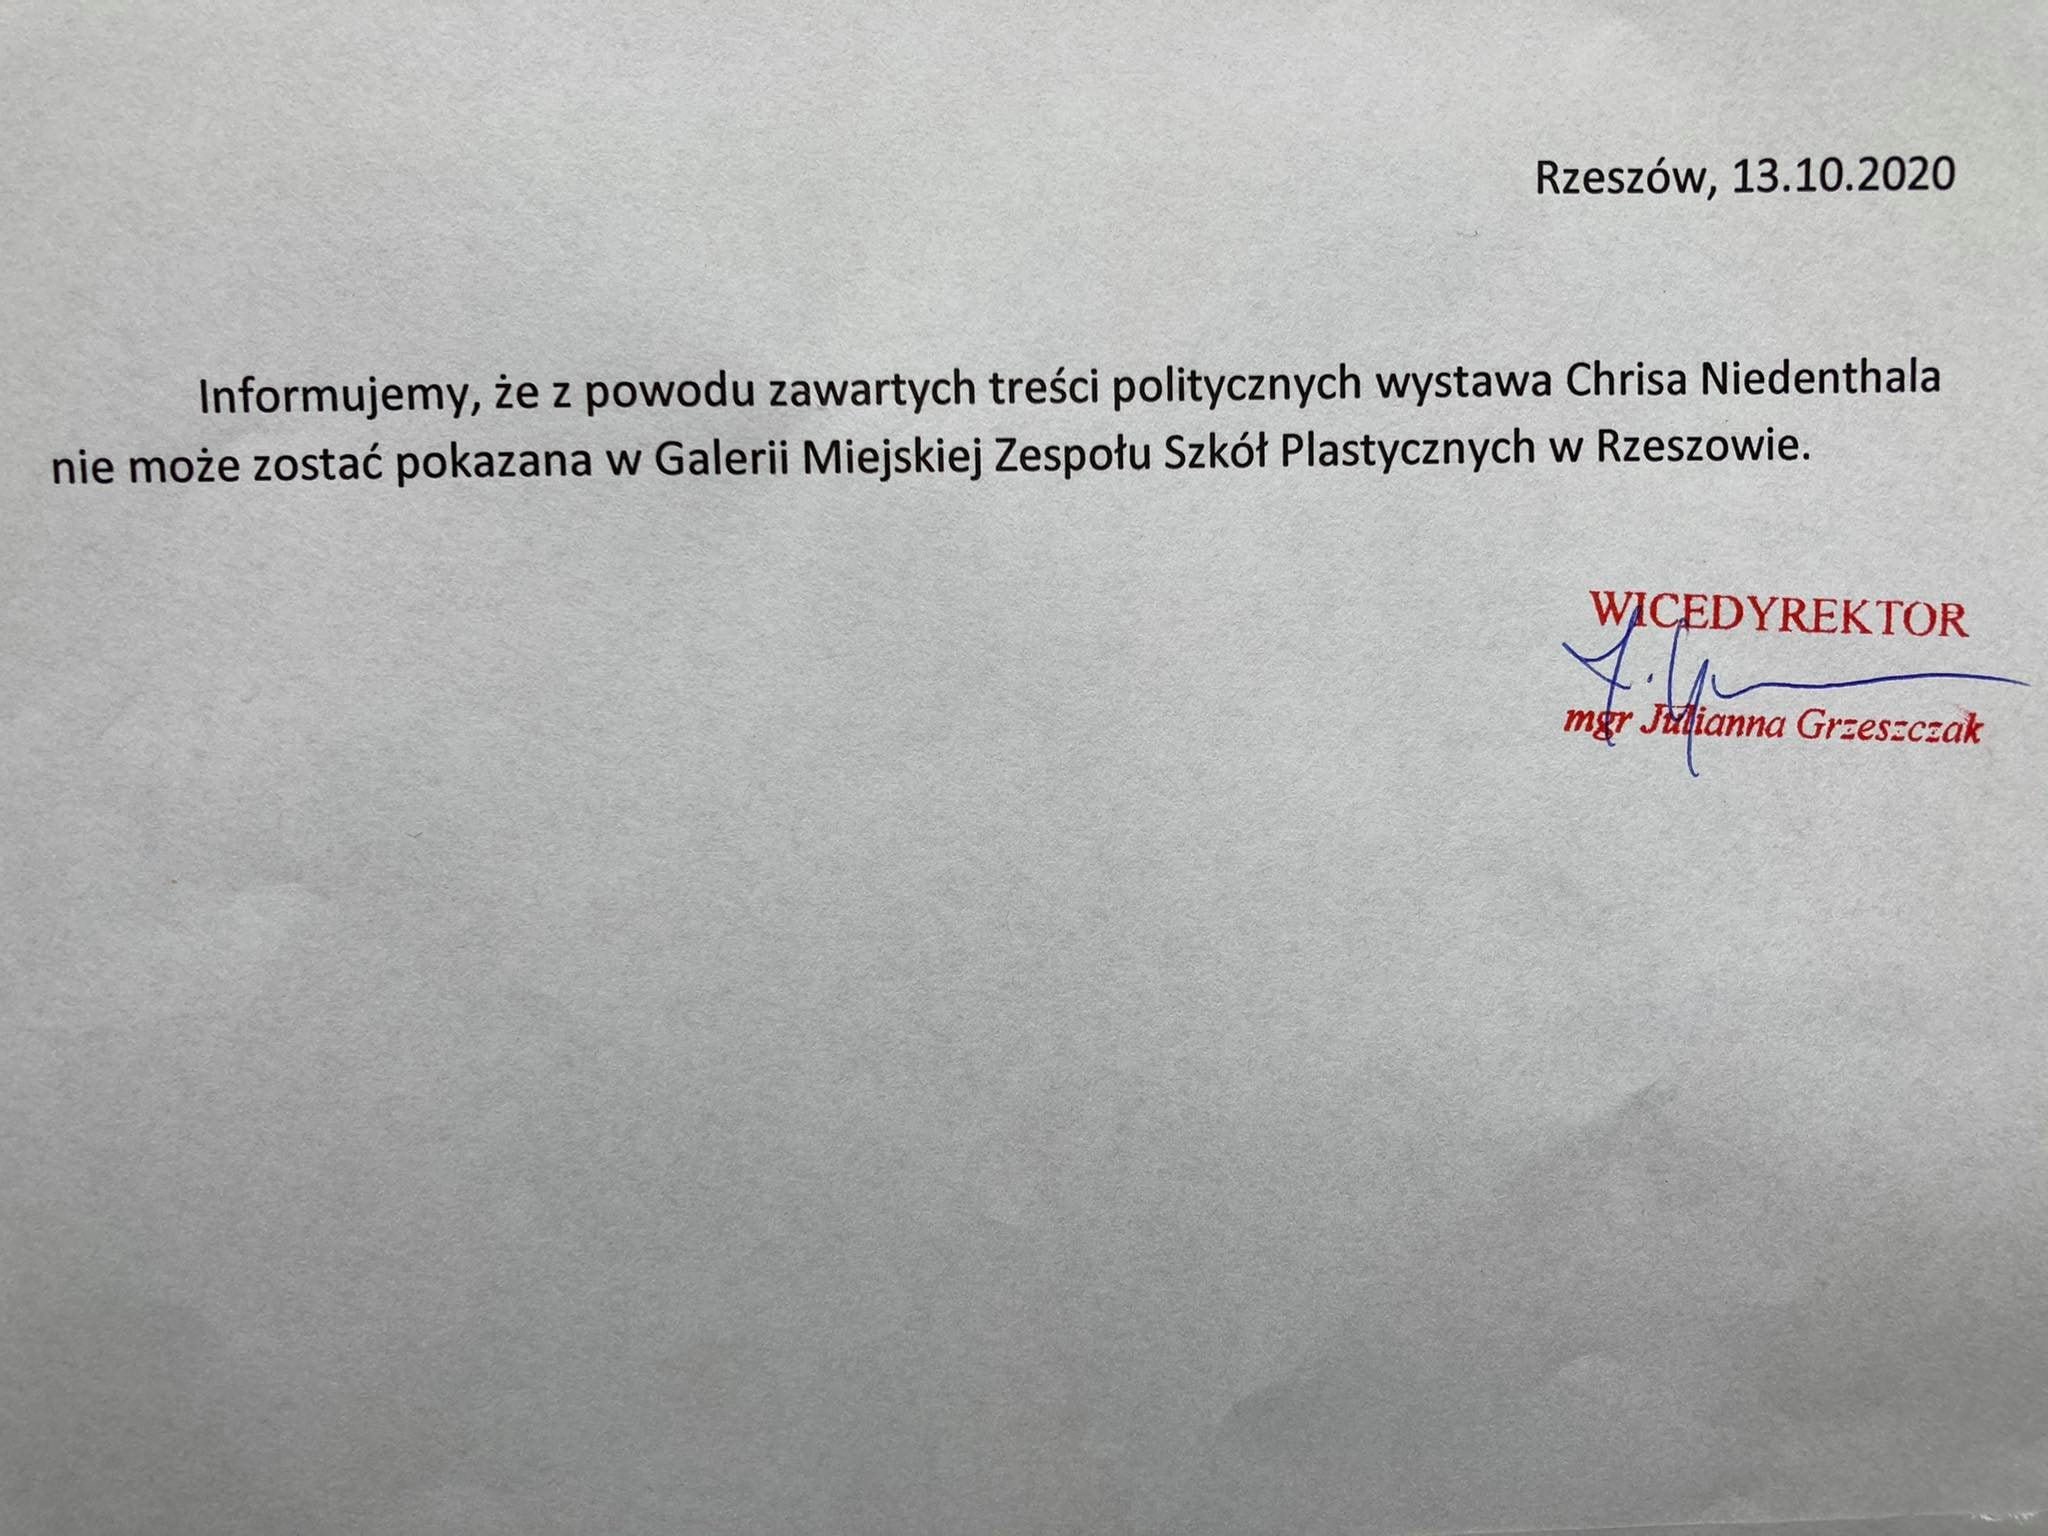 Rzeszów, 13.10.2020
Informujemy, że z powodu zawartych treści politycznych wystawa Chrisa Niedenthala
nie może zostać pokazana w Galerii Miejskiej Zespołu Szkół Plastycznych w Rzeszowie.
WICEDYREKTOR
mgr Julianna Grzeszczak